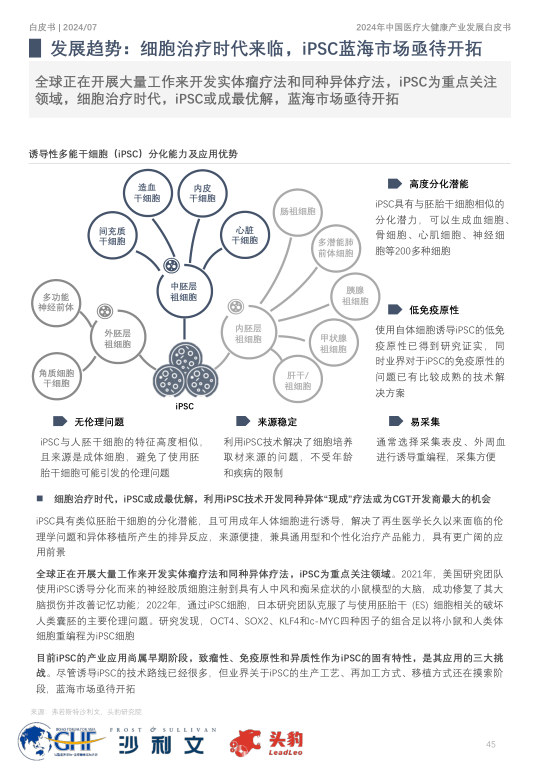 白皮书 | 2024/07
2024年中国医疗大健康产业发展白皮书
发展趋势：细胞治疗时代来临，iPSC蓝海市场亟待开拓
全球正在开展大量工作来开发实体瘤疗法和同种异体疗法，iPSC为重点关注
领域，细胞治疗时代，iPSC或成最优解，蓝海市场亟待开拓
诱导性多能干细胞（iPSC）分化能力及应用优势
造血
干细胞
内皮
干细胞
间充质
干细胞
心脏
干细胞
中胚层
祖细胞
多功能
神经前体
外胚层
祖细胞
角质细胞
干细胞
肠祖细胞
多潜能肺
前体细胞
胰腺
祖细胞
内胚层
祖细胞
甲状腺
祖细胞
肝干/
祖细胞
iPSC
高度分化潜能
iPSC具有与胚胎干细胞相似的
分化潜力，可以生成血细胞、
骨细胞、心肌细胞、神经细
胞等200多种细胞
低免疫原性
使用自体细胞诱导iPSC的低免
疫原性已得到研究证实，同
时业界对于iPSC的免疫原性的
问题已有比较成熟的技术解
决方案
无伦理问题
iPSC与人胚干细胞的特征高度相似，
且来源是成体细胞，避免了使用胚
胎干细胞可能引发的伦理问题
来源稳定
利用iPSC技术解决了细胞培养
取材来源的问题，不受年龄
和疾病的限制
易采集
通常选择采集表皮、外周血
进行诱导重编程，采集方便
细胞治疗时代，iPSC或成最优解，利用iPSC技术开发同种异体“现成”疗法或为CGT开发商最大的机会
iPSC具有类似胚胎干细胞的分化潜能，且可用成年人体细胞进行诱导，解决了再生医学长久以来面临的伦
理学问题和异体移植所产生的排异反应，来源便捷，兼具通用型和个性化治疗产品能力，具有更广阔的应
用前景
全球正在开展大量工作来开发实体瘤疗法和同种异体疗法，iPSC为重点关注领域。2021年，美国研究团队
使用iPSC诱导分化而来的神经胶质细胞注射到具有人中风和痴呆症状的小鼠模型的大脑，成功修复了其大
脑损伤并改善记忆功能；2022年，通过iPSC细胞，日本研究团队克服了与使用胚胎干 (ES) 细胞相关的破坏
人类囊胚的主要伦理问题。研究发现，OCT4、SOX2、KLF4和c-MYC四种因子的组合足以将小鼠和人类体
细胞重编程为iPSC细胞
目前iPSC的产业应用尚属早期阶段，致瘤性、免疫原性和异质性作为iPSC的固有特性，是其应用的三大挑
战。尽管诱导iPSC的技术路线已经很多，但业界关于iPSC的生产工艺、再加工方式、移植方式还在摸索阶
段，蓝海市场亟待开拓
来源：弗若斯特沙利文，头豹研究院
GHF
FROST & SULLIVAN
沙利文
头豹
LeadLeo
45